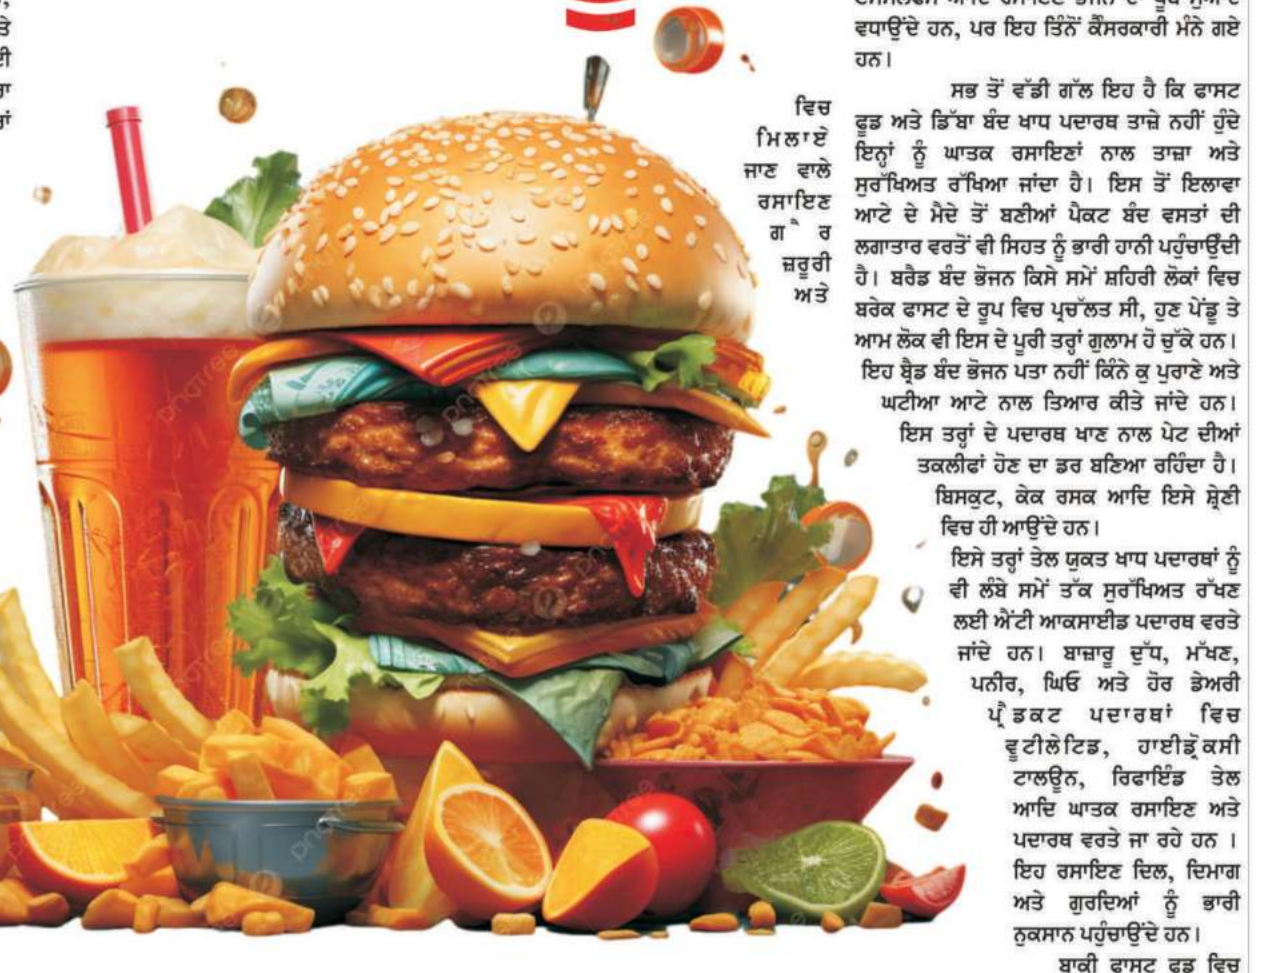 ਵਿਚ
ਮਿਲਾਏ
ਜਾਣ ਵਾਲੇ
ਰਸਾਇਣ
ਗੈਰ
ਜ਼ਰੂਰੀ
ਅਤੇ
ਵਧਾਉਂਦੇ ਹਨ, ਪਰ ਇਹ ਤਿੰਨੋਂ ਕੈਂਸਰਕਾਰੀ ਮੰਨੇ ਗਏ
ਹਨ।
ਸਭ ਤੋਂ ਵੱਡੀ ਗੱਲ ਇਹ ਹੈ ਕਿ ਫਾਸਟ
ਫੂਡ ਅਤੇ ਡਿੱਬਾ ਬੰਦ ਖਾਧ ਪਦਾਰਥ ਤਾਜ਼ੇ ਨਹੀਂ ਹੁੰਦੇ
ਇਨ੍ਹਾਂ ਨੂੰ ਘਾਤਕ ਰਸਾਇਣਾਂ ਨਾਲ ਤਾਜ਼ਾ ਅਤੇ
ਸੁਰੱਖਿਅਤ ਰੱਖਿਆ ਜਾਂਦਾ ਹੈ। ਇਸ ਤੋਂ ਇਲਾਵਾ
ਆਟੇ ਦੇ ਮੈਦੇ ਤੋਂ ਬਣੀਆਂ ਪੈਕਟ ਬੰਦ ਵਸਤਾਂ ਦੀ
ਲਗਾਤਾਰ ਵਰਤੋਂ ਵੀ ਸਿਹਤ ਨੂੰ ਭਾਰੀ ਹਾਨੀ ਪਹੁੰਚਾਉਂਦੀ
ਹੈ। ਬਰੈਡ ਬੰਦ ਭੋਜਨ ਕਿਸੇ ਸਮੇਂ ਸ਼ਹਿਰੀ ਲੋਕਾਂ ਵਿਚ
ਬਰੇਕ ਫਾਸਟ ਦੇ ਰੂਪ ਵਿਚ ਪ੍ਰਚੱਲਤ ਸੀ, ਹੁਣ ਪੇਂਡੂ ਤੇ
ਆਮ ਲੋਕ ਵੀ ਇਸ ਦੇ ਪੂਰੀ ਤਰ੍ਹਾਂ ਗੁਲਾਮ ਹੋ ਚੁੱਕੇ ਹਨ।
ਇਹ ਬ੍ਰੈਡ ਬੰਦ ਭੋਜਨ ਪਤਾ ਨਹੀਂ ਕਿੰਨੇ ਕੁ ਪੁਰਾਣੇ ਅਤੇ
ਘਟੀਆ ਆਟੇ ਨਾਲ ਤਿਆਰ ਕੀਤੇ ਜਾਂਦੇ ਹਨ।
ਇਸ ਤਰ੍ਹਾਂ ਦੇ ਪਦਾਰਥ ਖਾਣ ਨਾਲ ਪੇਟ ਦੀਆਂ
ਤਕਲੀਫਾਂ ਹੋਣ ਦਾ ਡਰ ਬਣਿਆ ਰਹਿੰਦਾ ਹੈ।
ਬਿਸਕੁਟ, ਕੇਕ ਰਸਕ ਆਦਿ ਇਸੇ ਸ਼੍ਰੇਣੀ
ਵਿਚ ਹੀ ਆਉਂਦੇ ਹਨ।
ਇਸੇ ਤਰ੍ਹਾਂ ਤੇਲ ਯੁਕਤ ਖਾਧ ਪਦਾਰਥਾਂ ਨੂੰ
ਵੀ ਲੰਬੇ ਸਮੇਂ ਤੱਕ ਸੁਰੱਖਿਅਤ ਰੱਖਣ
ਲਈ ਐਂਟੀ ਆਕਸਾਈਡ ਪਦਾਰਥ ਵਰਤੇ
ਜਾਂਦੇ ਹਨ। ਬਾਜ਼ਾਰੂ ਦੁੱਧ, ਮੱਖਣ,
ਪਨੀਰ, ਘਿਓ ਅਤੇ ਹੋਰ ਡੇਅਰੀ
ਪ੍ਰੈਡਕਟ ਪਦਾਰਥਾਂ ਵਿਚ
ਵੂਟੀਲੇਟਿਡ, ਹਾਈਡ੍ਰੋਕਸੀ
ਟਾਲਊਨ, ਰਿਫਾਇੰਡ ਤੇਲ
ਆਦਿ ਘਾਤਕ ਰਸਾਇਣ ਅਤੇ
ਪਦਾਰਥ ਵਰਤੇ ਜਾ ਰਹੇ ਹਨ ।
ਇਹ ਰਸਾਇਣ ਦਿਲ, ਦਿਮਾਗ
ਅਤੇ ਗੁਰਦਿਆਂ ਨੂੰ ਭਾਰੀ
ਨੁਕਸਾਨ ਪਹੁੰਚਾਉਂਦੇ ਹਨ।
ਬਾਕੀ ਫਾਸਟ ਫੂਡ ਵਿਚ